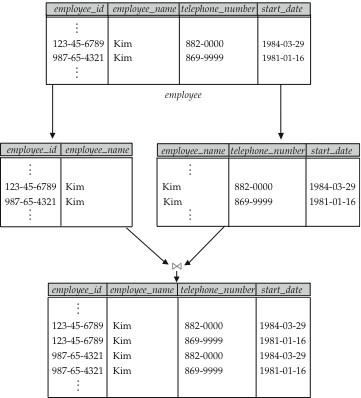 employee_id employee_name telephone_number start_date
⋮
123-45-6789 Kim 882-0000 1984-03-29
987-65-4321 Kim 869-9999 1981-01-16
⋮
employee
employee_id employee_name
⋮
123-45-6789 Kim
987-65-4321 Kim
⋮
employee_name telephone_number start_date
⋮
Kim 882-0000 1984-03-29
Kim 869-9999 1981-01-16
⋮
⋈
employee_id employee_name telephone_number start_date
⋮
123-45-6789 Kim 882-0000 1984-03-29
123-45-6789 Kim 869-9999 1981-01-16
987-65-4321 Kim 882-0000 1984-03-29
987-65-4321 Kim 869-9999 1981-01-16
⋮